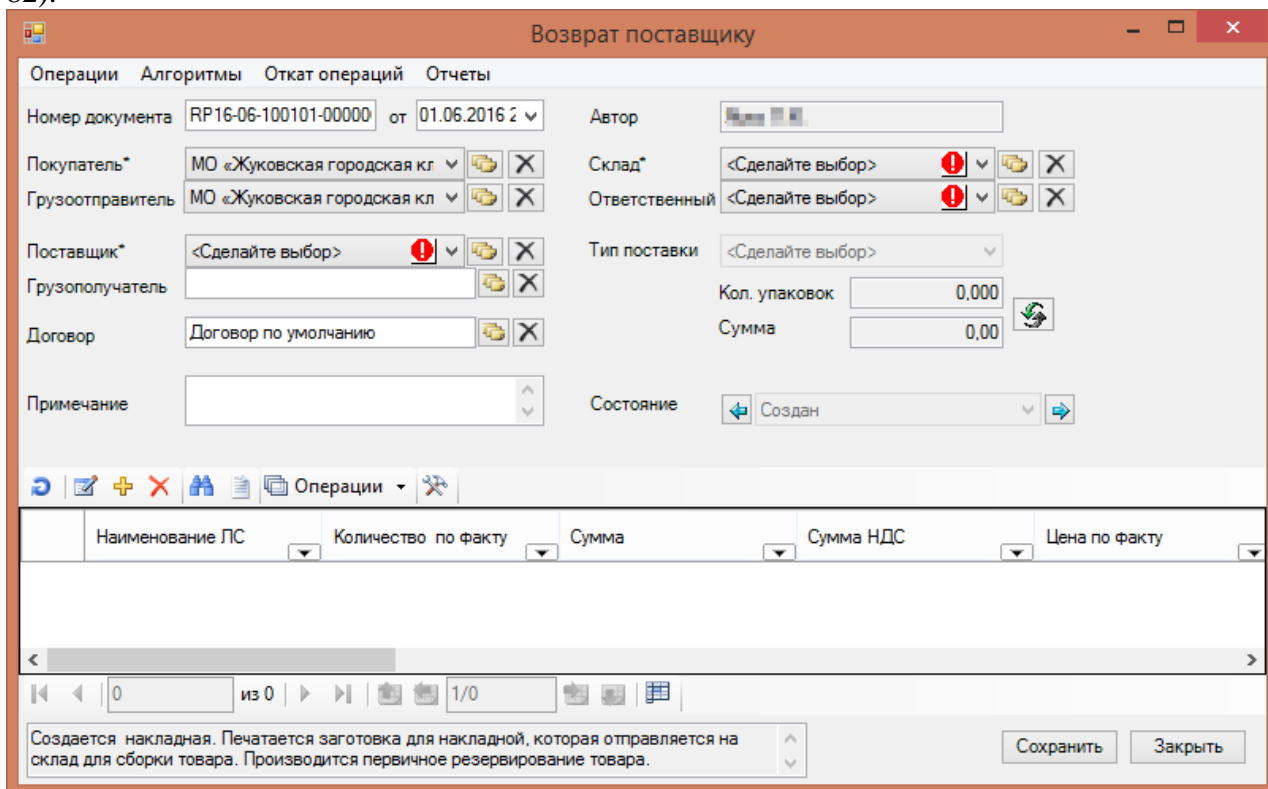 82).
Возврат поставщику
Операции Алгоритмы Откат операций Отчеты
Номер документа RP16-06-100101-00000 от 01.06.2016 2 Автор
Покупатель* МО «Жуковская городская кл Склад* <Сделайте выбор>
Грузоотправитель МО «Жуковская городская кл Ответственный <Сделайте выбор>
Поставщик* <Сделайте выбор> Тип поставки <Сделайте выбор>
Грузополучатель Кол. упаковок 0,000
Договор Договор по умолчанию Сумма 0,00
Примечание Состояние Создан
Операции
Наименование ЛС Количество по факту Сумма Сумма НДС Цена по факту
0 из 0 1/0
Создается накладная. Печатается заготовка для накладной, которая отправляется на
склад для сборки товара. Производится первичное резервирование товара.
Сохранить Закрыть